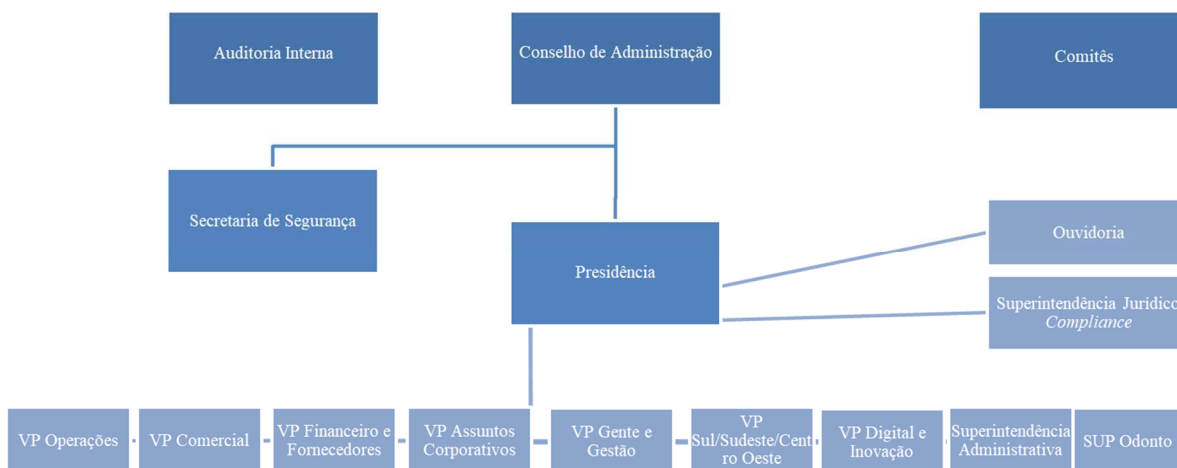 Auditoria Interna
Conselho de Administração
Comitês
Secretaria de Segurança
Presidência
Ouvidoria
Superintendência Jurídico
Compliance
VP Operações
VP Comercial
VP Financeiro e
Fornecedores
VP Assuntos
Corporativos
VP Gente e
Gestão
VP
Sul/Sudeste/Cent
ro Oeste
VP Digital e
Inovação
Superintendência
Administrativa
SUP Odonto